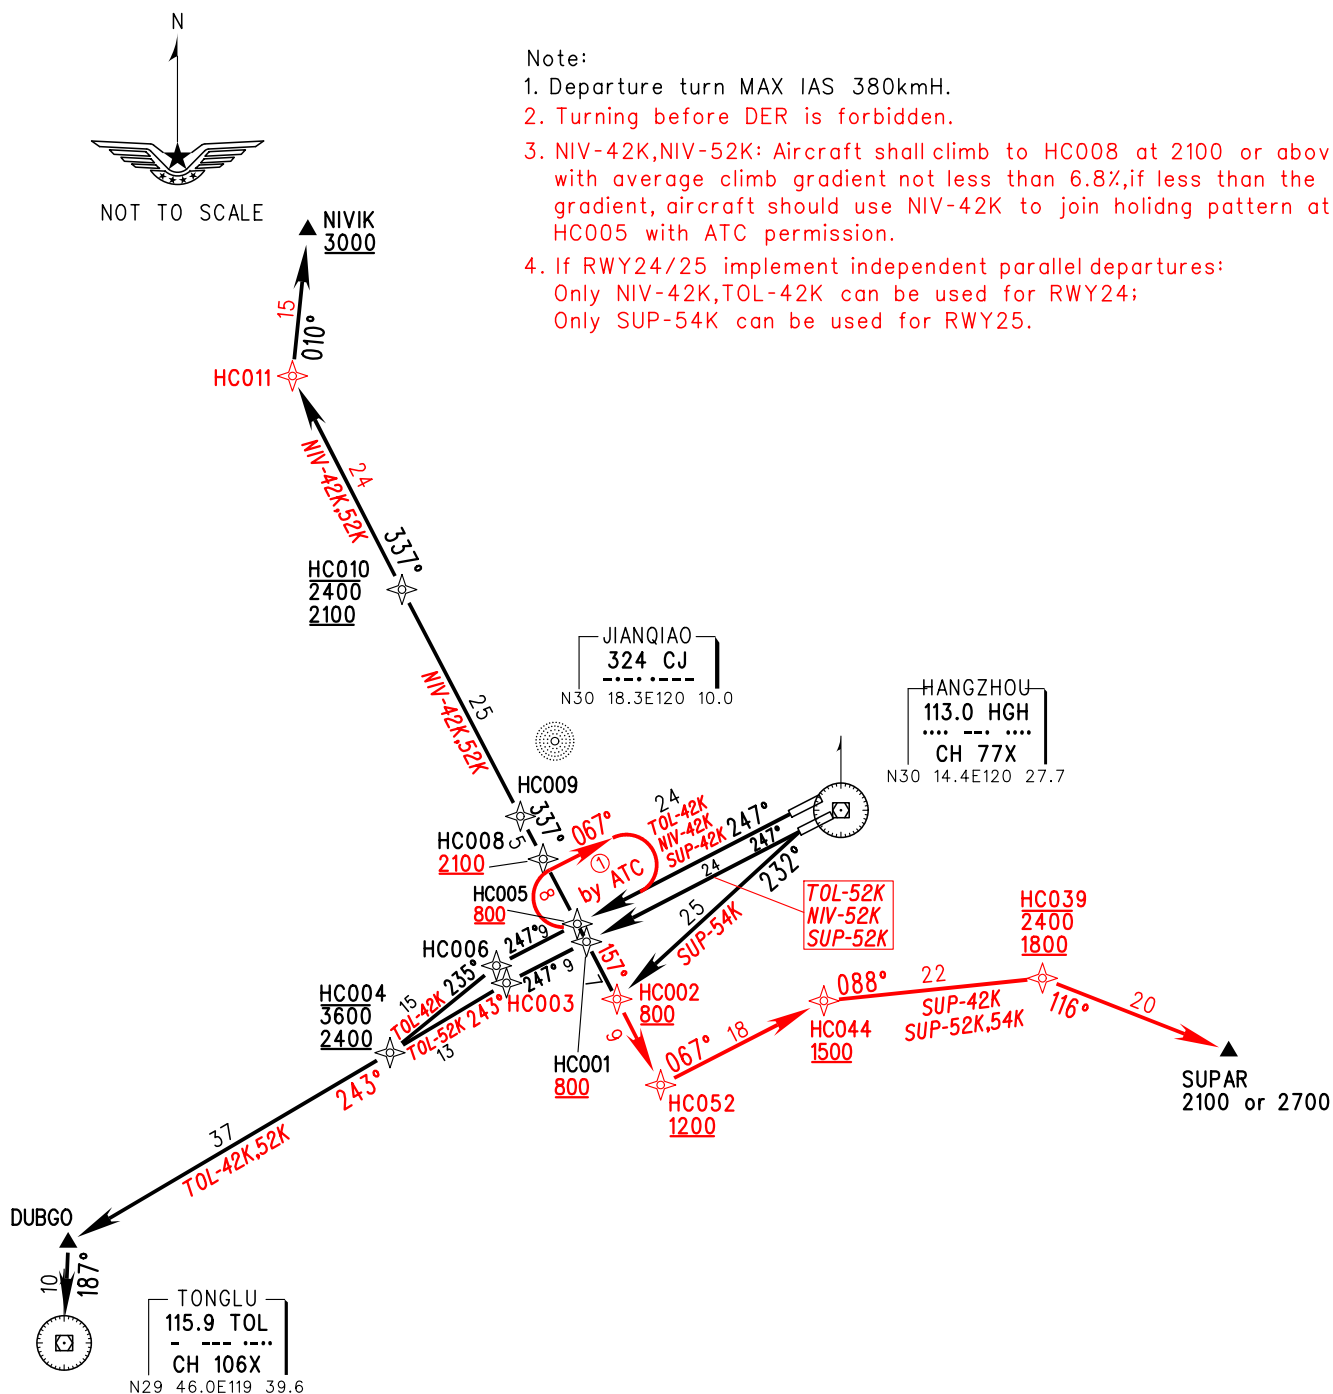 N
NOT TO SCALE
Note:
1. Departure turn MAX IAS 380kmH.
2. Turning before DER is forbidden.
3. NIV-42K,NIV-52K: Aircraft shall climb to HC008 at 2100 or abov
with average climb gradient not less than 6.8%,if less than the
gradient, aircraft should use NIV-42K to join holidng pattern at
HC005 with ATC permission.
4. If RWY24/25 implement independent parallel departures:
Only NIV-42K,TOL-42K can be used for RWY24;
Only SUP-54K can be used for RWY25.
NIVIK
3000
15
010°
HC011
24
NIV-42K,52K
337°
HC010
2400
2100
25
NIV-42K,52K
JIANQIAO
324 CJ
N30 18.3E120 10.0
HANGZHOU
113.0 HGH
CH 77X
N30 14.4E120 27.7
HC009
337°
5
HC008
2100
067°
1
by ATC
8
24
TOL-42K
NIV-42K
SUP-42K
247°
247°
24
232°
25
SUP-54K
TOL-52K
NIV-52K
SUP-52K
HC005
800
HC006
247°
9
247°
9
235°
15
TOL-42K
HC003
TOL-52K
243°
13
HC004
3600
2400
157°
7
HC002
800
HC001
800
9
HC052
1200
067°
18
HC044
1500
088°
22
SUP-42K
SUP-52K,54K
HC039
2400
1800
116°
20
SUPAR
2100 or 2700
243°
37
TOL-42K,52K
DUBGO
10
187°
TONGLU
115.9 TOL
CH 106X
N29 46.0E119 39.6